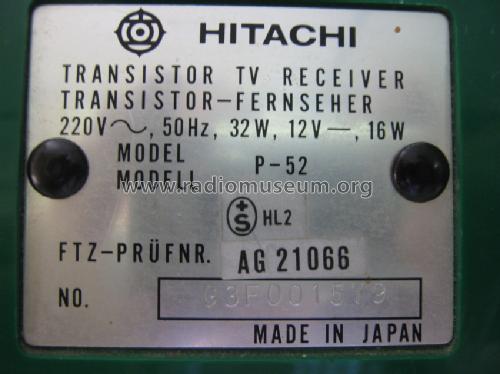 HITACHI
TRANSISTOR TV RECEIVER
TRANSISTOR-FERNSEHER
220V～, 50Hz, 32W, 12V⎓, 16W
MODEL
MODELL P-52
www.radiomuseum.org
+S HL2
FTZ-PRÜFNR. AG 21066
NO.
MADE IN JAPAN